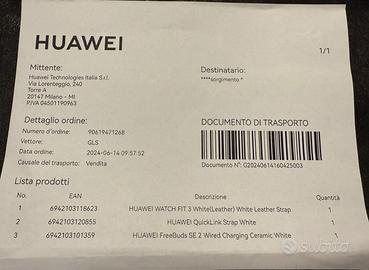 HUAWEI
1/1
Mittente:
Huawei Technologies Italia S.r.l.
Via Lorenteggio, 240
Torre A
20147 Milano - MI
P.IVA 04501190963
Destinatario:
****sorgimento *
Dettaglio ordine:
Numero d'ordine: 90619471268
Vettore: GLS
Data ordine: 2024-06-14 09:57:52
Causale del trasporto: Vendita
DOCUMENTO DI TRASPORTO
Documento N°: G20240614160425003
Lista prodotti
No. EAN Descrizione Quantità
1 6942103118623 HUAWEI WATCH FIT 3 White(Leather) White Leather Strap 1
2 6942103120855 HUAWEI QuickLink Strap White 1
3 6942103101359 HUAWEI FreeBuds SE 2 Wired Charging Ceramic White 1
subito